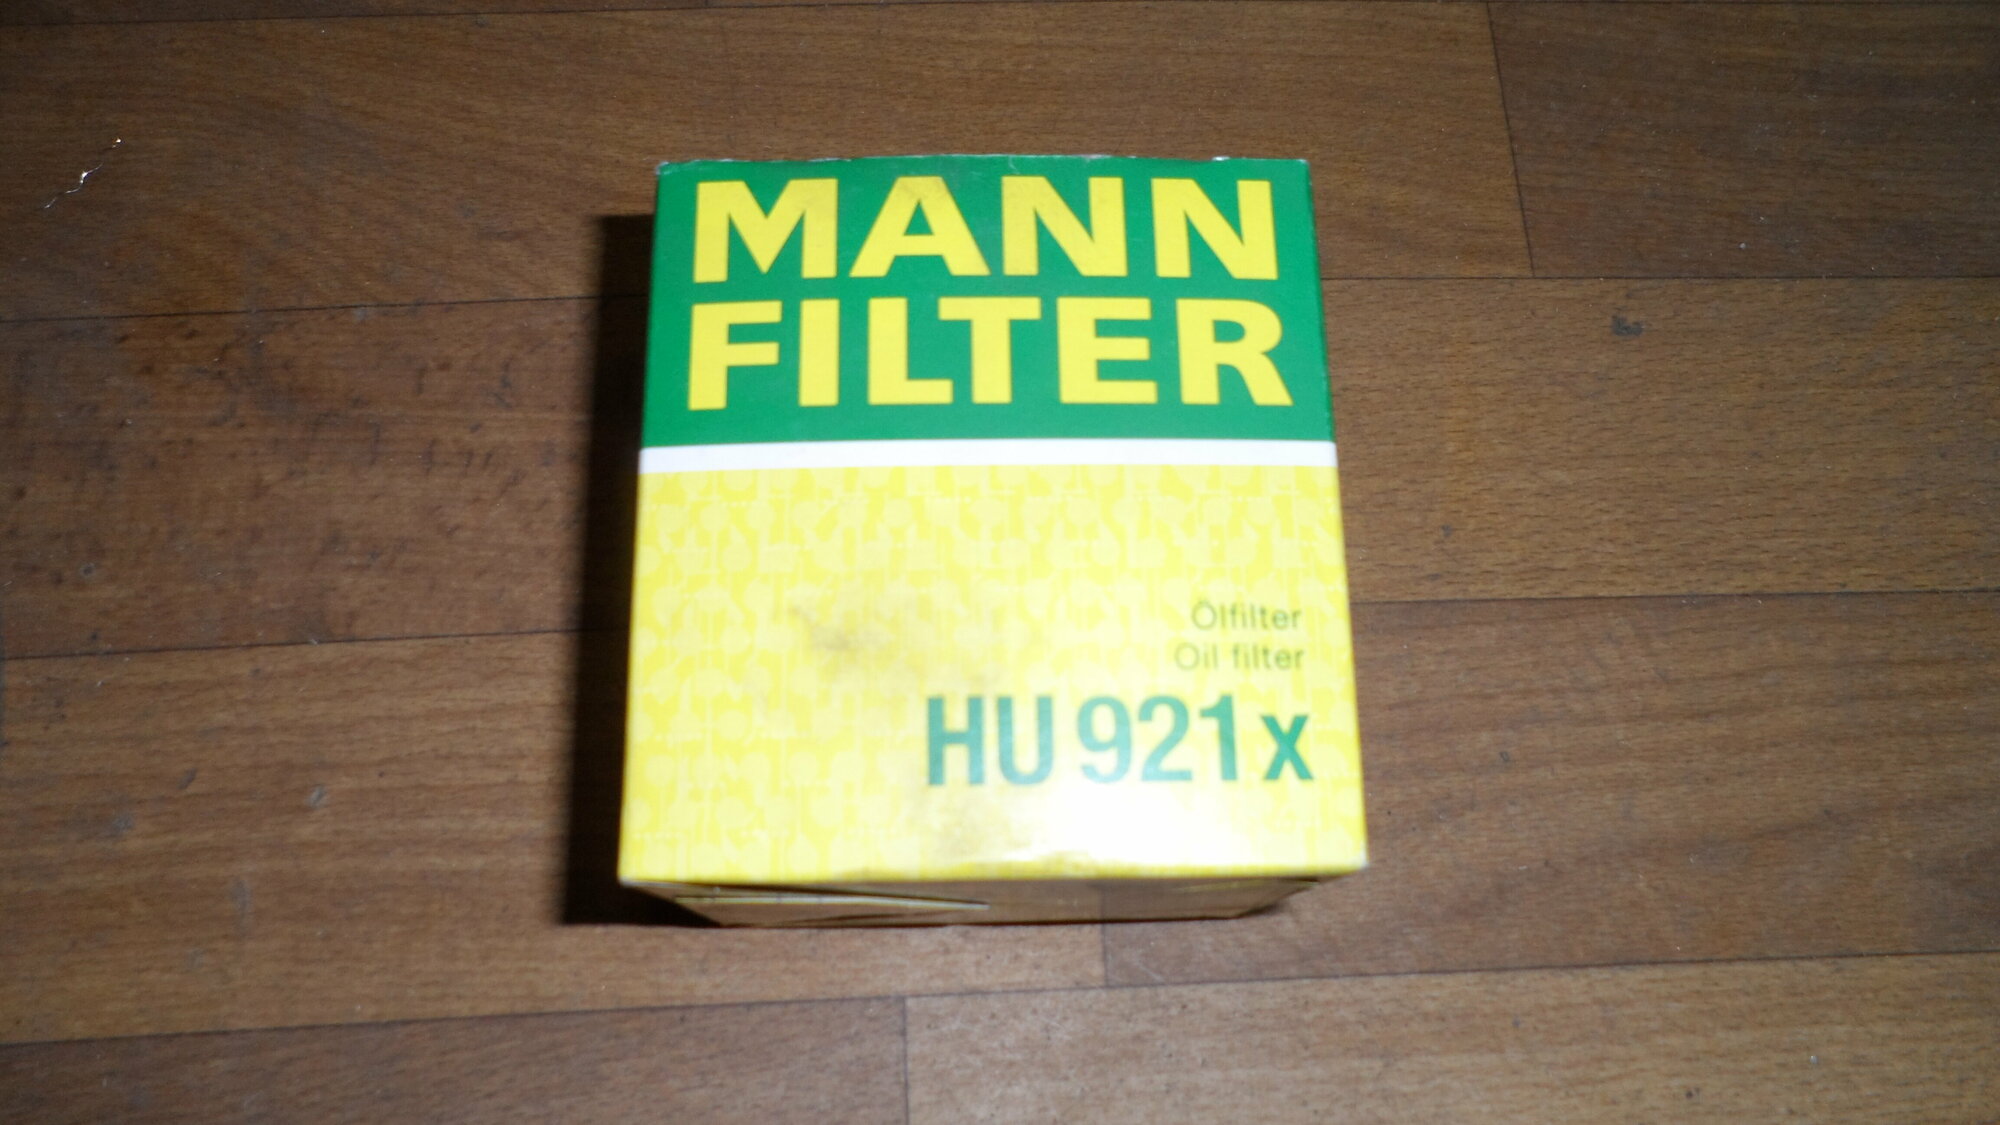 MANN
FILTER
Ölfilter
Oil filter
HU 921 x